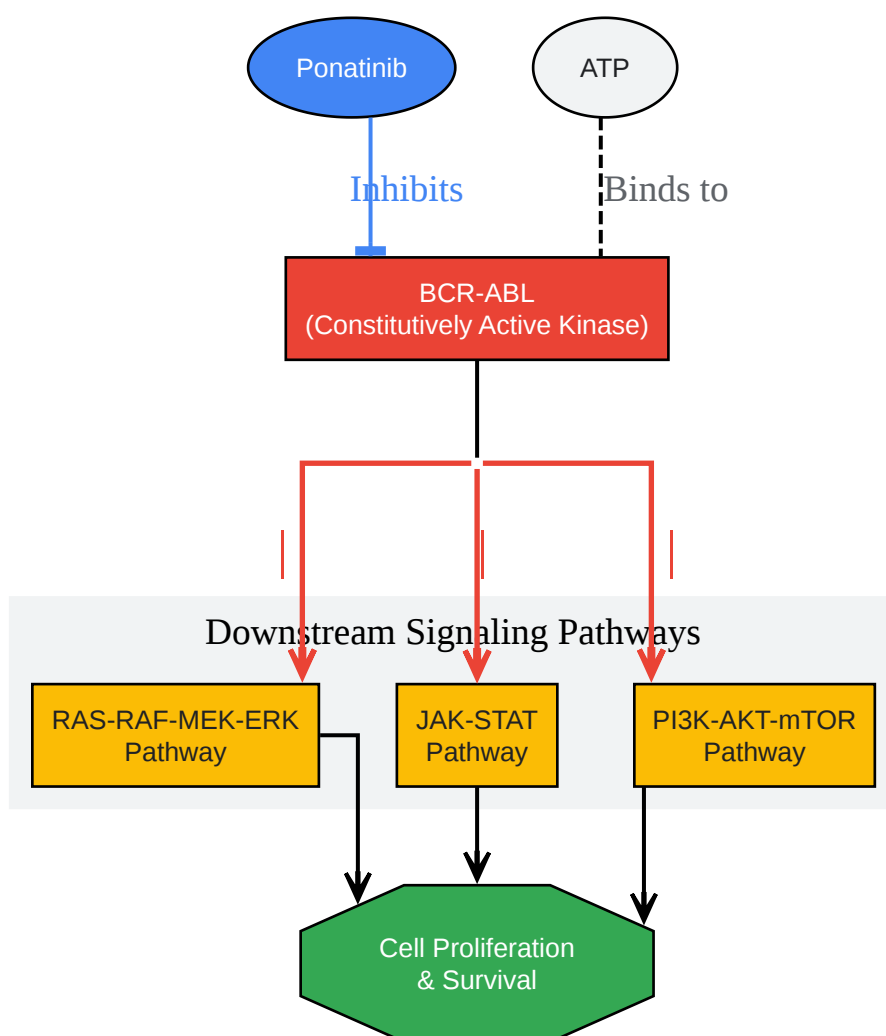 Ponatinib
ATP
Inhibits
Binds to
BCR-ABL
(Constitutively Active Kinase)
Downstream Signaling Pathways
RAS-RAF-MEK-ERK
Pathway
JAK-STAT
Pathway
PI3K-AKT-mTOR
Pathway
Cell Proliferation
& Survival